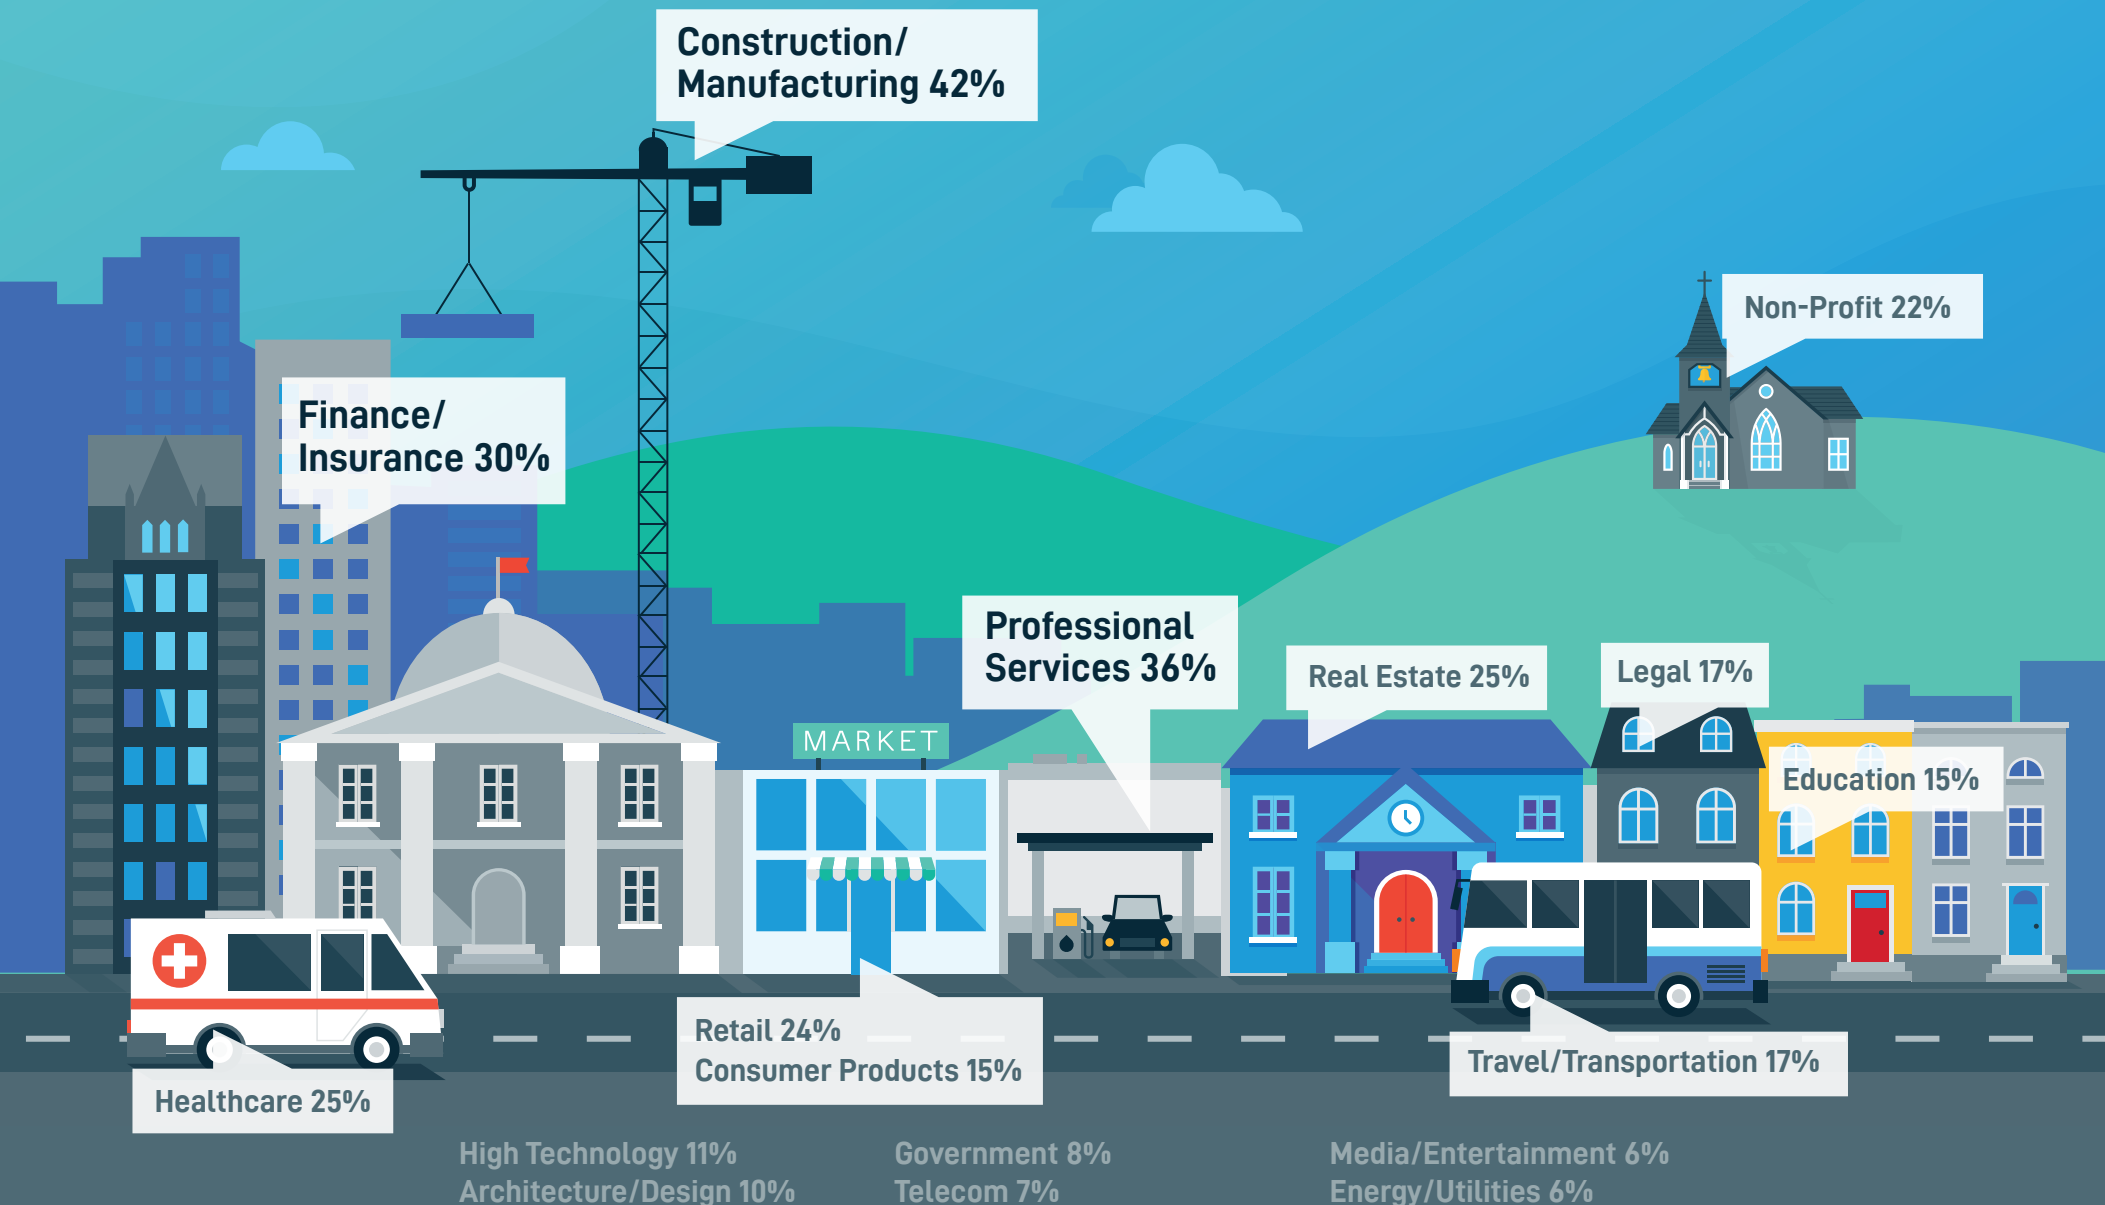 Construction/
Manufacturing 42%
Non-Profit 22%
Finance/
Insurance 30%
Professional
Services 36%
Real Estate 25%
Legal 17%
MARKET
Education 15%
Retail 24%
Consumer Products 15%
Travel/Transportation 17%
Healthcare 25%
High Technology 11%
Architecture/Design 10%
Government 8%
Telecom 7%
Media/Entertainment 6%
Energy/Utilities 6%